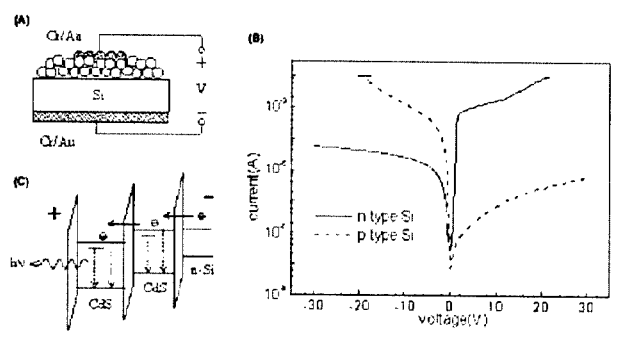 (A)
Cr/Au
+
V
Si
Cr/Au
(B)
current(A)
n type Si
p type Si
-30 -20 -10 0 10 20 30
voltage(V)
(C)
+
-
e
e
e
hν
CdS
CdS
n-Si